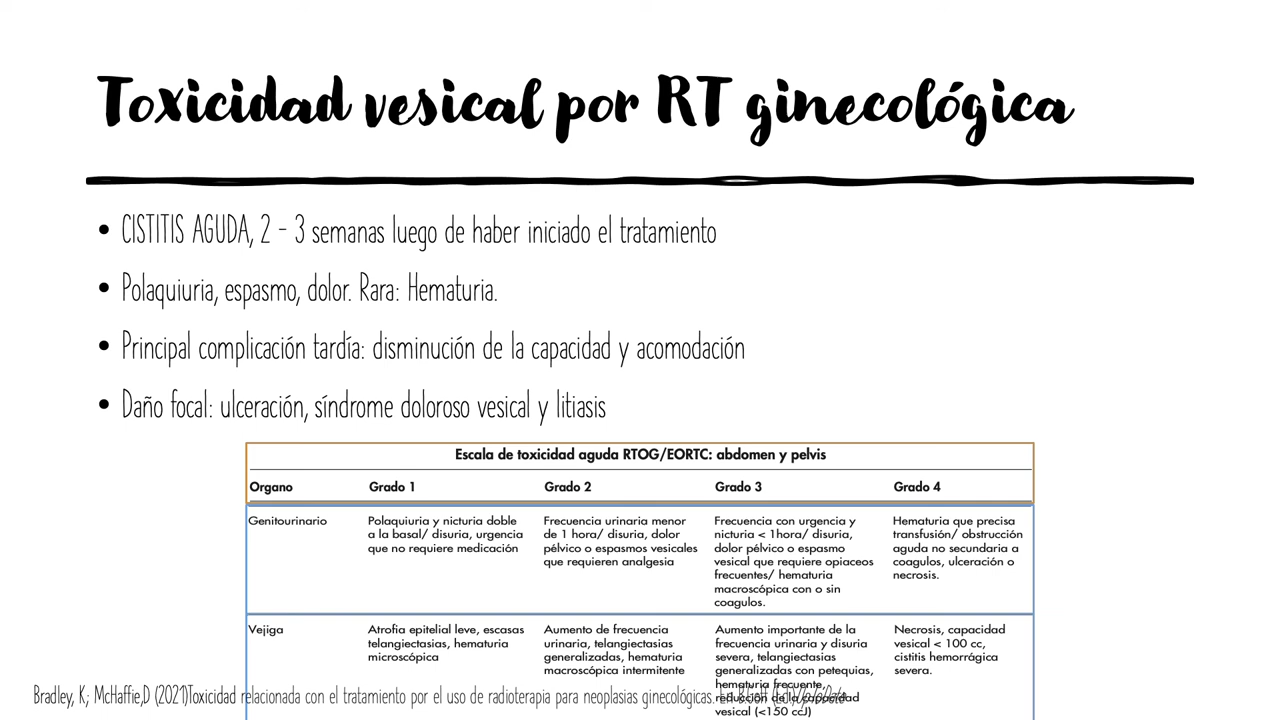 Toxicidad vesical por RT ginecológica
• CISTITIS AGUDA, 2 - 3 semanas luego de haber iniciado el tratamiento
• Polaquiuria, espasmo, dolor. Rara: Hematuria.
• Principal complicación tardía: disminución de la capacidad y acomodación
• Daño focal: ulceración, síndrome doloroso vesical y litiasis
Escala de toxicidad aguda RTOG/EORTC: abdomen y pelvis
Organo Grado 1 Grado 2 Grado 3 Grado 4
Genitourinario
Polaquiuria y nicturia doble
a la basal/ disuria, urgencia
que no requiere medicación
Frecuencia urinaria menor
de 1 hora/ disuria, dolor
pélvico o espasmos vesicales
que requieren analgesia
Frecuencia con urgencia y
nicturia < 1hora/ disuria,
dolor pélvico o espasmo
vesical que requiere opiaceos
frecuentes/ hematuria
macroscópica con o sin
coagulos.
Hematuria que precisa
transfusión/ obstrucción
aguda no secundaria a
coagulos, ulceración o
necrosis.
Vejiga
Atrofia epitelial leve, escasas
telangiectasias, hematuria
microscópica
Aumento de frecuencia
urinaria, telangiectasias
generalizadas, hematuria
macroscópica intermitente
Aumento importante de la
frecuencia urinaria y disuria
severa, telangiectasias
generalizadas con petequias,
hematuria frecuente,
reducción de la capacidad
vesical (<150 ccJ)
Necrosis, capacidad
vesical < 100 cc,
cistitis hemorrágica
severa.
Bradley, K; McHaffie,D (2021)Toxicidad relacionada con el tratamiento por el uso de radioterapia para neoplasias ginecológicas.